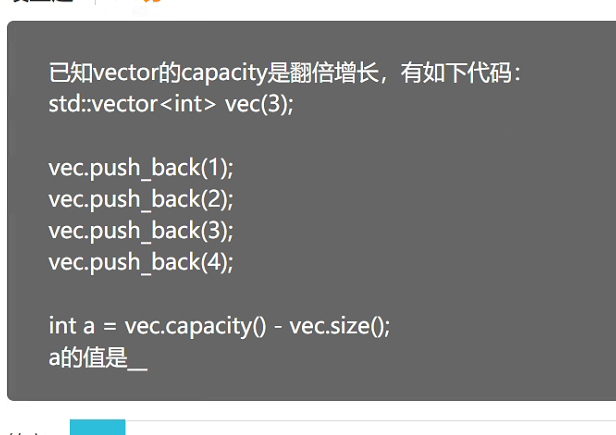 已知vector的capacity是翻倍增长，有如下代码：
std::vector<int> vec(3);
vec.push_back(1);
vec.push_back(2);
vec.push_back(3);
vec.push_back(4);
int a = vec.capacity() - vec.size();
a的值是__